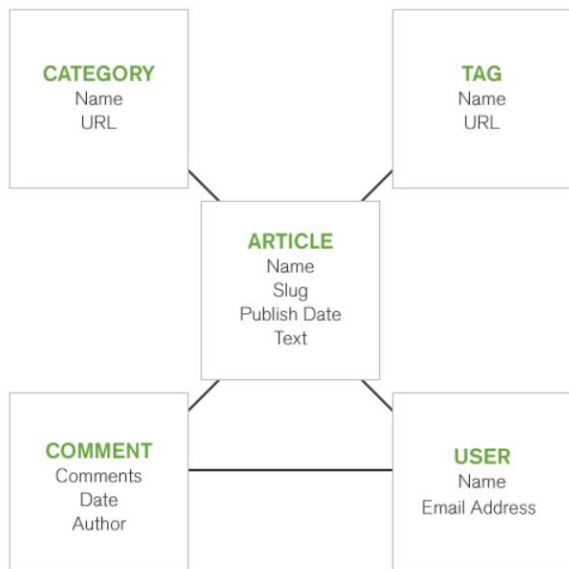 CATEGORY
Name
URL
TAG
Name
URL
ARTICLE
Name
Slug
Publish Date
Text
COMMENT
Comments
Date
Author
USER
Name
Email Address